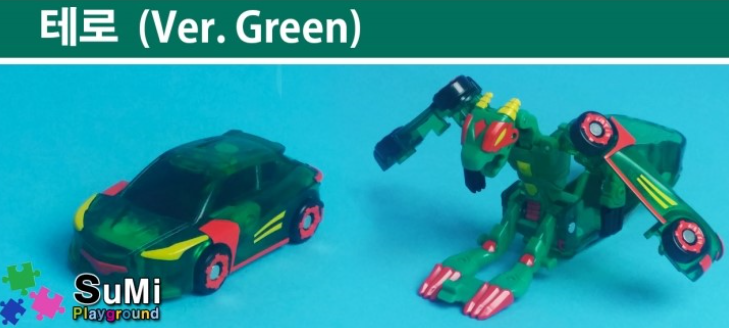 테로 (Ver. Green)
SuMi
Playground